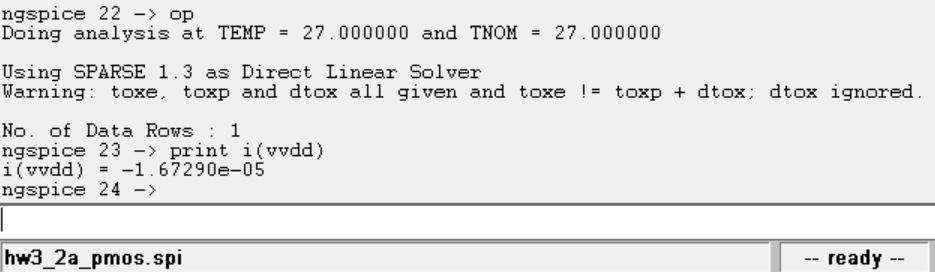 ngspice 22 -> op
Doing analysis at TEMP = 27.000000 and TNOM = 27.000000
Using SPARSE 1.3 as Direct Linear Solver
Warning: toxe, toxp and dtox all given and toxe != toxp + dtox; dtox ignored.
No. of Data Rows : 1
ngspice 23 -> print i(vvdd)
i(vvdd) = -1.67290e-05
ngspice 24 ->
hw3_2a_pmos.spi
-- ready --